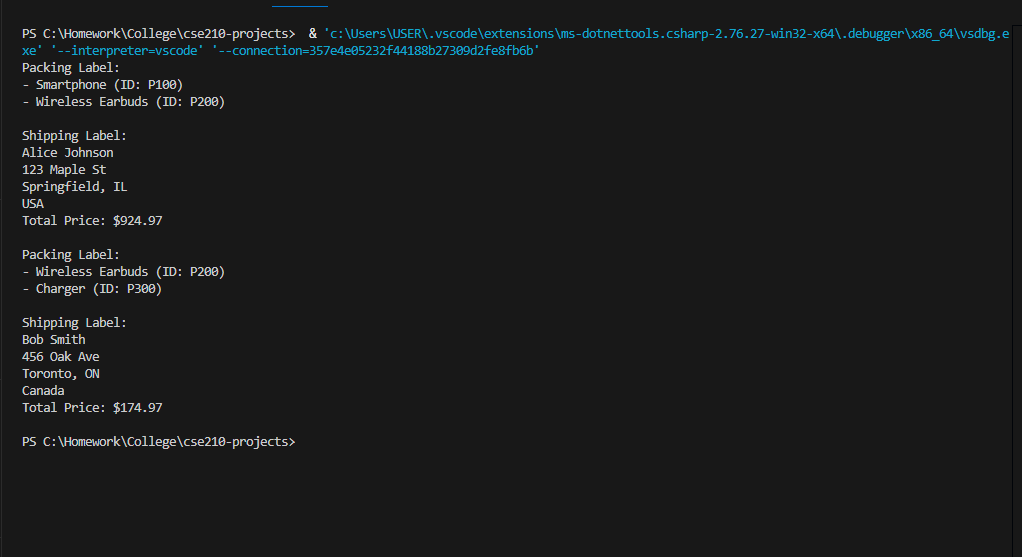 PS C:\Homework\College\cse210-projects>  & 'c:\Users\USER\.vscode\extensions\ms-dotnettools.csharp-2.76.27-win32-x64\.debugger\x86_64\vsdbg.e
xe' '--interpreter=vscode' '--connection=357e4e05232f44188b27309d2fe8fb6b'
Packing Label:
- Smartphone (ID: P100)
- Wireless Earbuds (ID: P200)

Shipping Label:
Alice Johnson
123 Maple St
Springfield, IL
USA
Total Price: $924.97

Packing Label:
- Wireless Earbuds (ID: P200)
- Charger (ID: P300)

Shipping Label:
Bob Smith
456 Oak Ave
Toronto, ON
Canada
Total Price: $174.97

PS C:\Homework\College\cse210-projects>